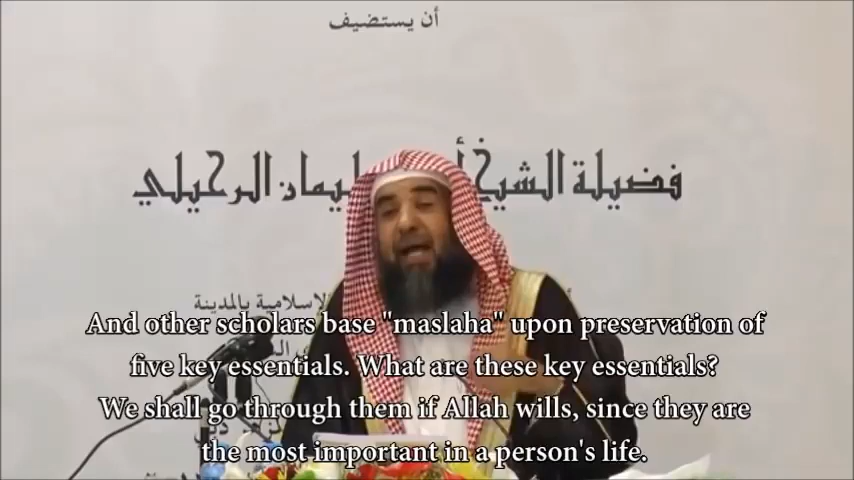 أن يستضيف
فضيلة الشيخ أ ليمان الرحيلي
الإسلامية بالمدينة
And other scholars base "maslaha" upon preservation of
five key essentials. What are these key essentials?
We shall go through them if Allah wills, since they are
the most important in a person's life.